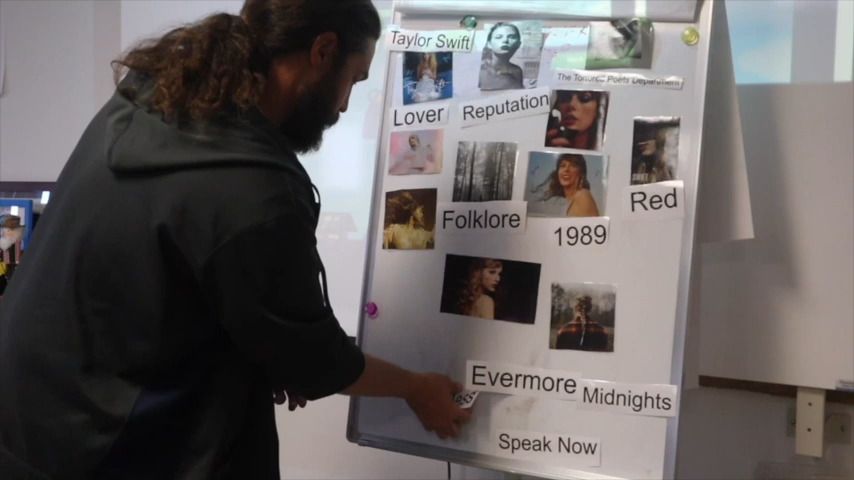 Taylor Swift
The Tortured Poets Department
Lover
Reputation
Red
Folklore
1989
Evermore
Midnights
Speak Now